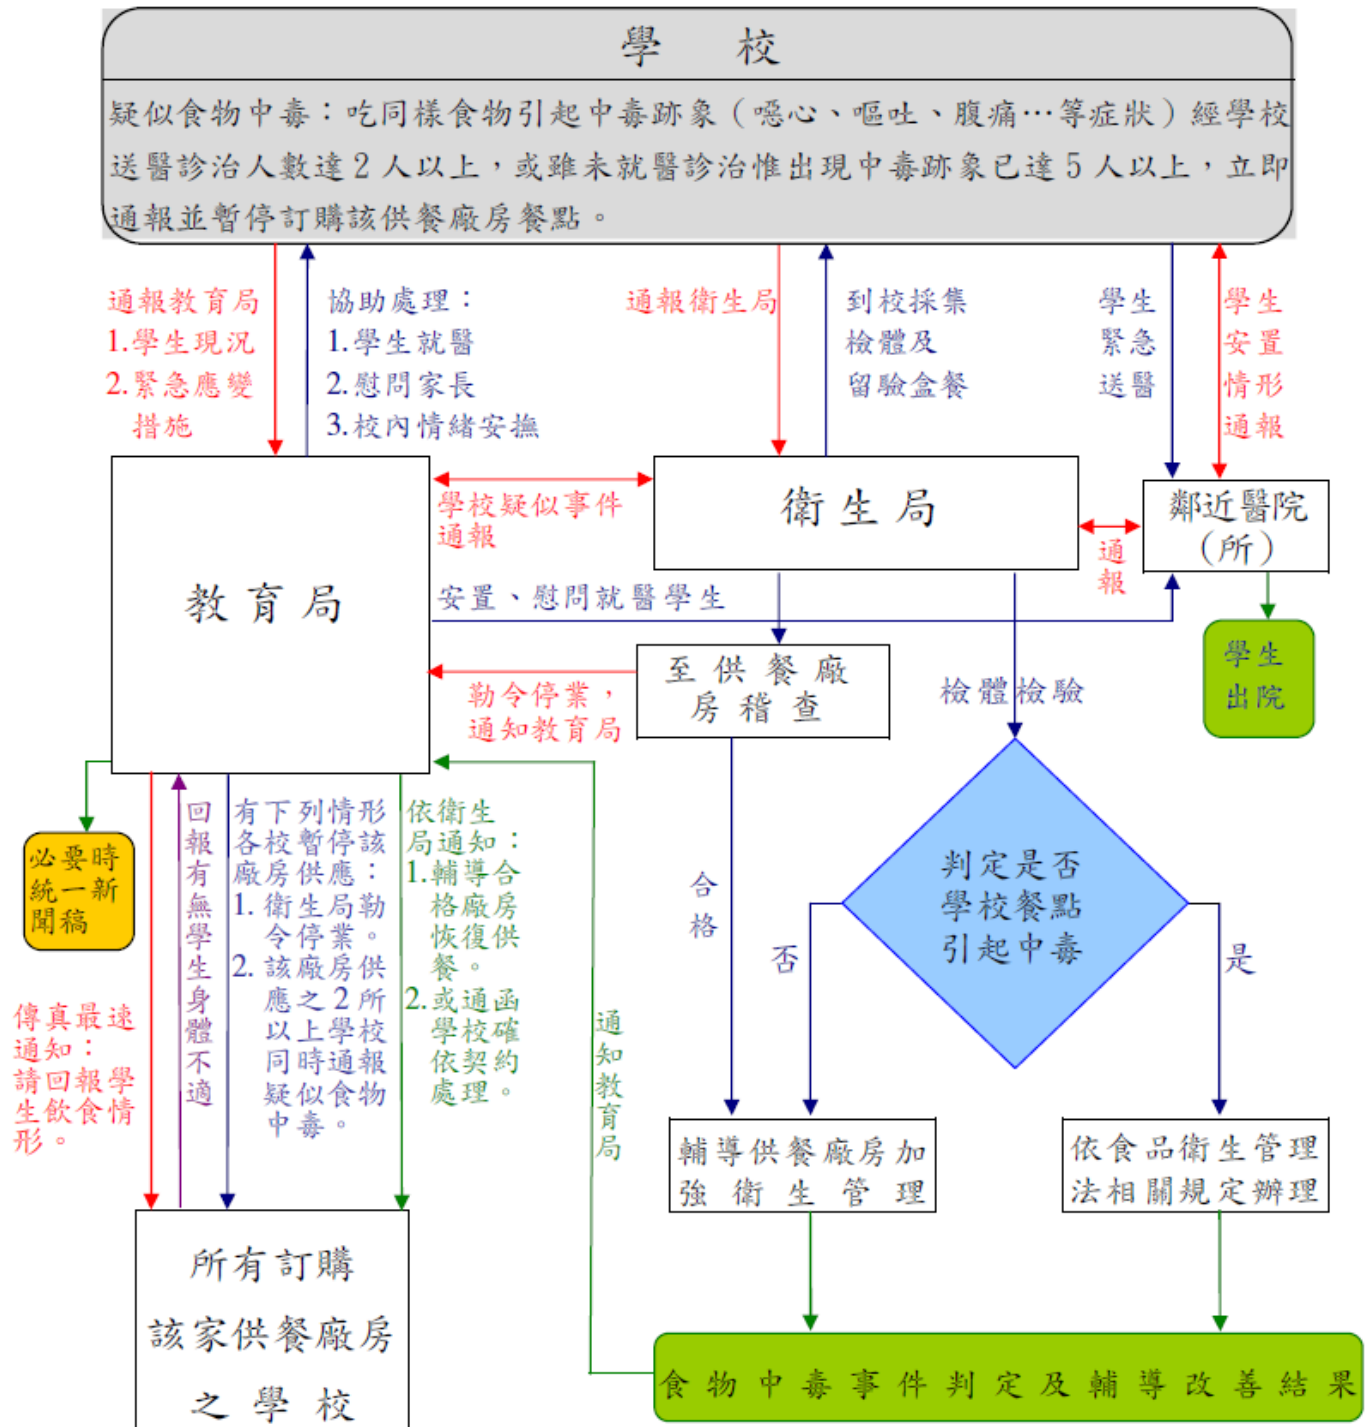 學 校
疑似食物中毒：吃同樣食物引起中毒跡象（噁心、嘔吐、腹痛…等症狀）經學校
送醫診治人數達2人以上，或雖未就醫診治惟出現中毒跡象已達5人以上，立即
通報並暫停訂購該供餐廠房餐點。
通報教育局
1.學生現況
2.緊急應變
措施
協助處理：
1.學生就醫
2.慰問家長
3.校內情緒安撫
通報衛生局
到校採集
檢體及
留驗盒餐
學生
緊急
送醫
學生
安置
情形
通報
教育局
學校疑似事件
通報
衛生局
通
報
鄰近醫院
（所）
安置、慰問就醫學生
至供餐廠
房稽查
勒令停業，
通知教育局
檢體檢驗
學生
出院
必要時
統一新
聞稿
傳真最速
通知：
請回報學
生飲食情
形。
回
報
有
無
學
生
身
體
不
適
有下列情形
各校暫停該
廠房供應：
1. 衛生局勒
令停業。
2. 該廠房供
應之2所
以上學校
同時通報
疑似食物
中毒。
依衛生
局通知：
1.輔導合
格廠房
恢復供
餐。
2.或通函
學校確
依契約
處理。
通
知
教
育
局
合
格
否
判定是否
學校餐點
引起中毒
是
輔導供餐廠房加
強衛生管理
依食品衛生管理
法相關規定辦理
所有訂購
該家供餐廠房
之學校
食物中毒事件判定及輔導改善結果